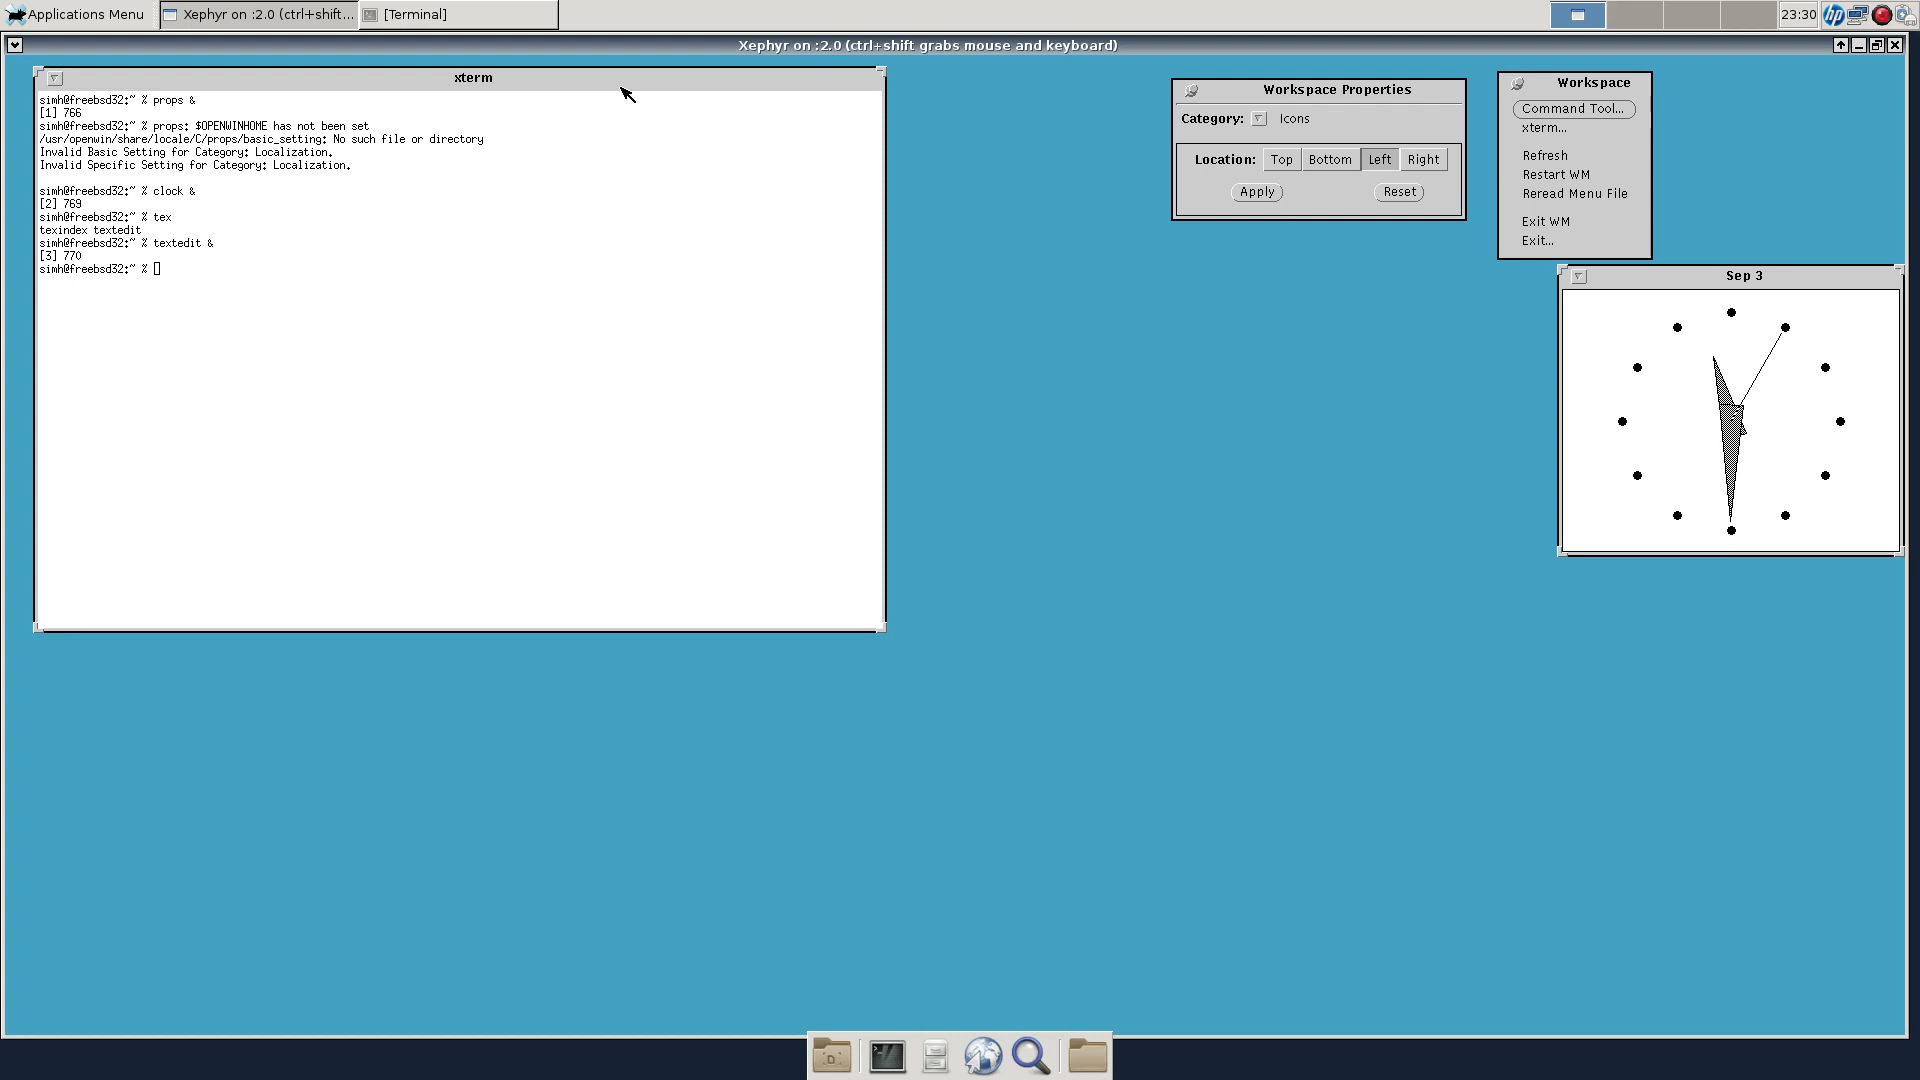 Applications Menu
Xephyr on :2.0 (ctrl+shift...
[Terminal]
23:30
hp
Xephyr on :2.0 (ctrl+shift grabs mouse and keyboard)
xterm
simh@freebsd32:~ % props &
[1] 766
simh@freebsd32:~ % props: $OPENWINHOME has not been set
/usr/openwin/share/locale/C/props/basic_setting: No such file or directory
Invalid Basic Setting for Category: Localization.
Invalid Specific Setting for Category: Localization.
simh@freebsd32:~ % clock &
[2] 769
simh@freebsd32:~ % tex
texindex textedit
simh@freebsd32:~ % textedit &
[3] 770
simh@freebsd32:~ %
Workspace Properties
Category: Icons
Location: Top Bottom Left Right
Apply Reset
Workspace
Command Tool...
xterm...
Refresh
Restart WM
Reread Menu File
Exit WM
Exit...
Sep 3
D